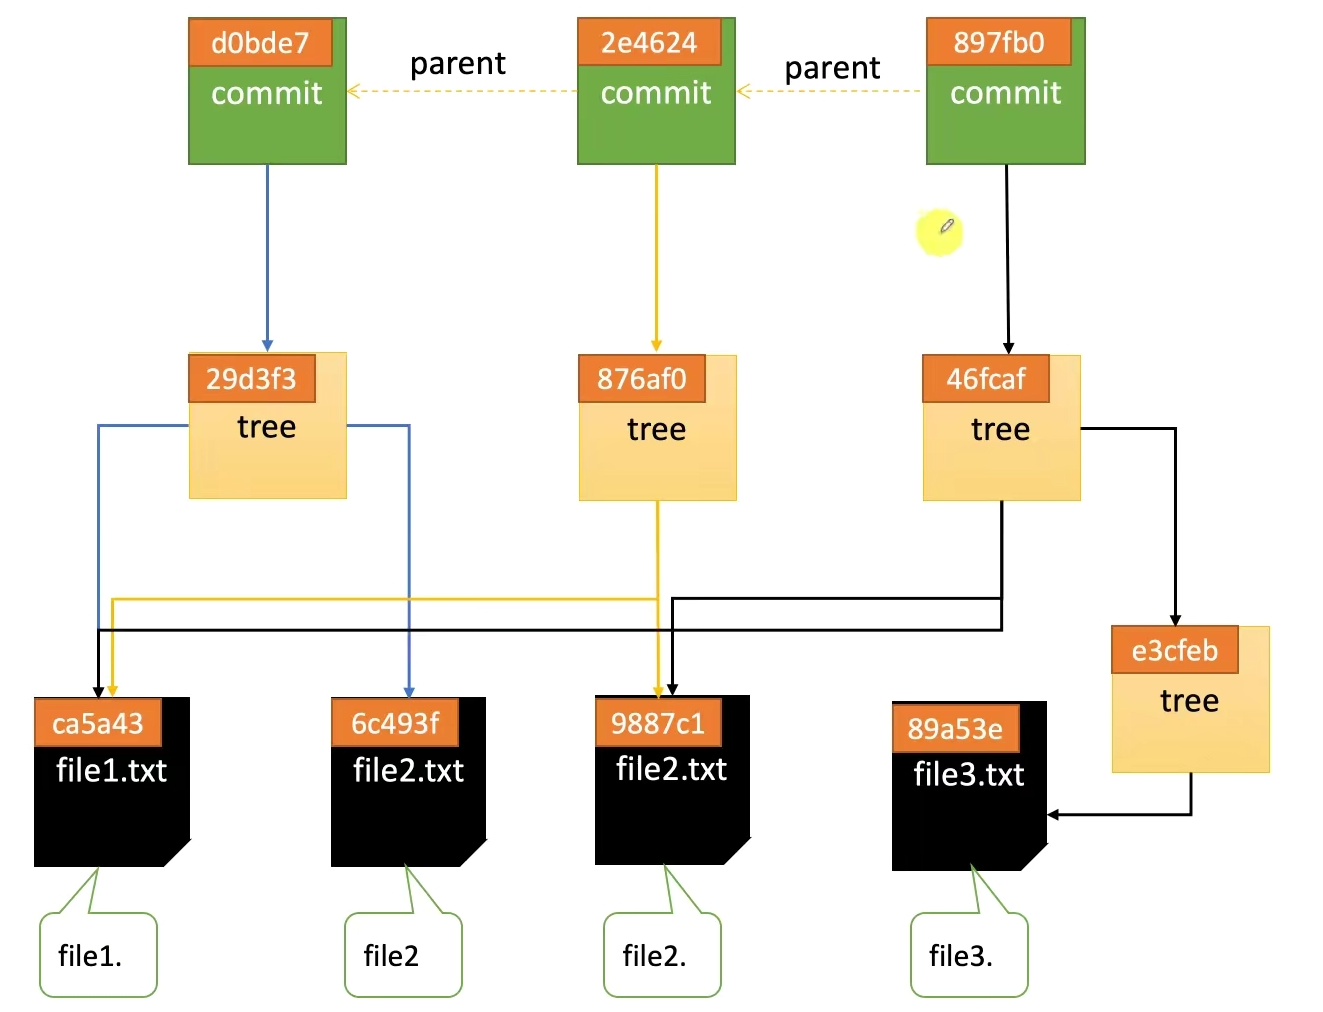 d0bde7
commit
parent
2e4624
commit
parent
897fb0
commit
29d3f3
tree
876af0
tree
46fcaf
tree
e3cfeb
tree
ca5a43
file1.txt
6c493f
file2.txt
9887c1
file2.txt
89a53e
file3.txt
file1.
file2
file2.
file3.